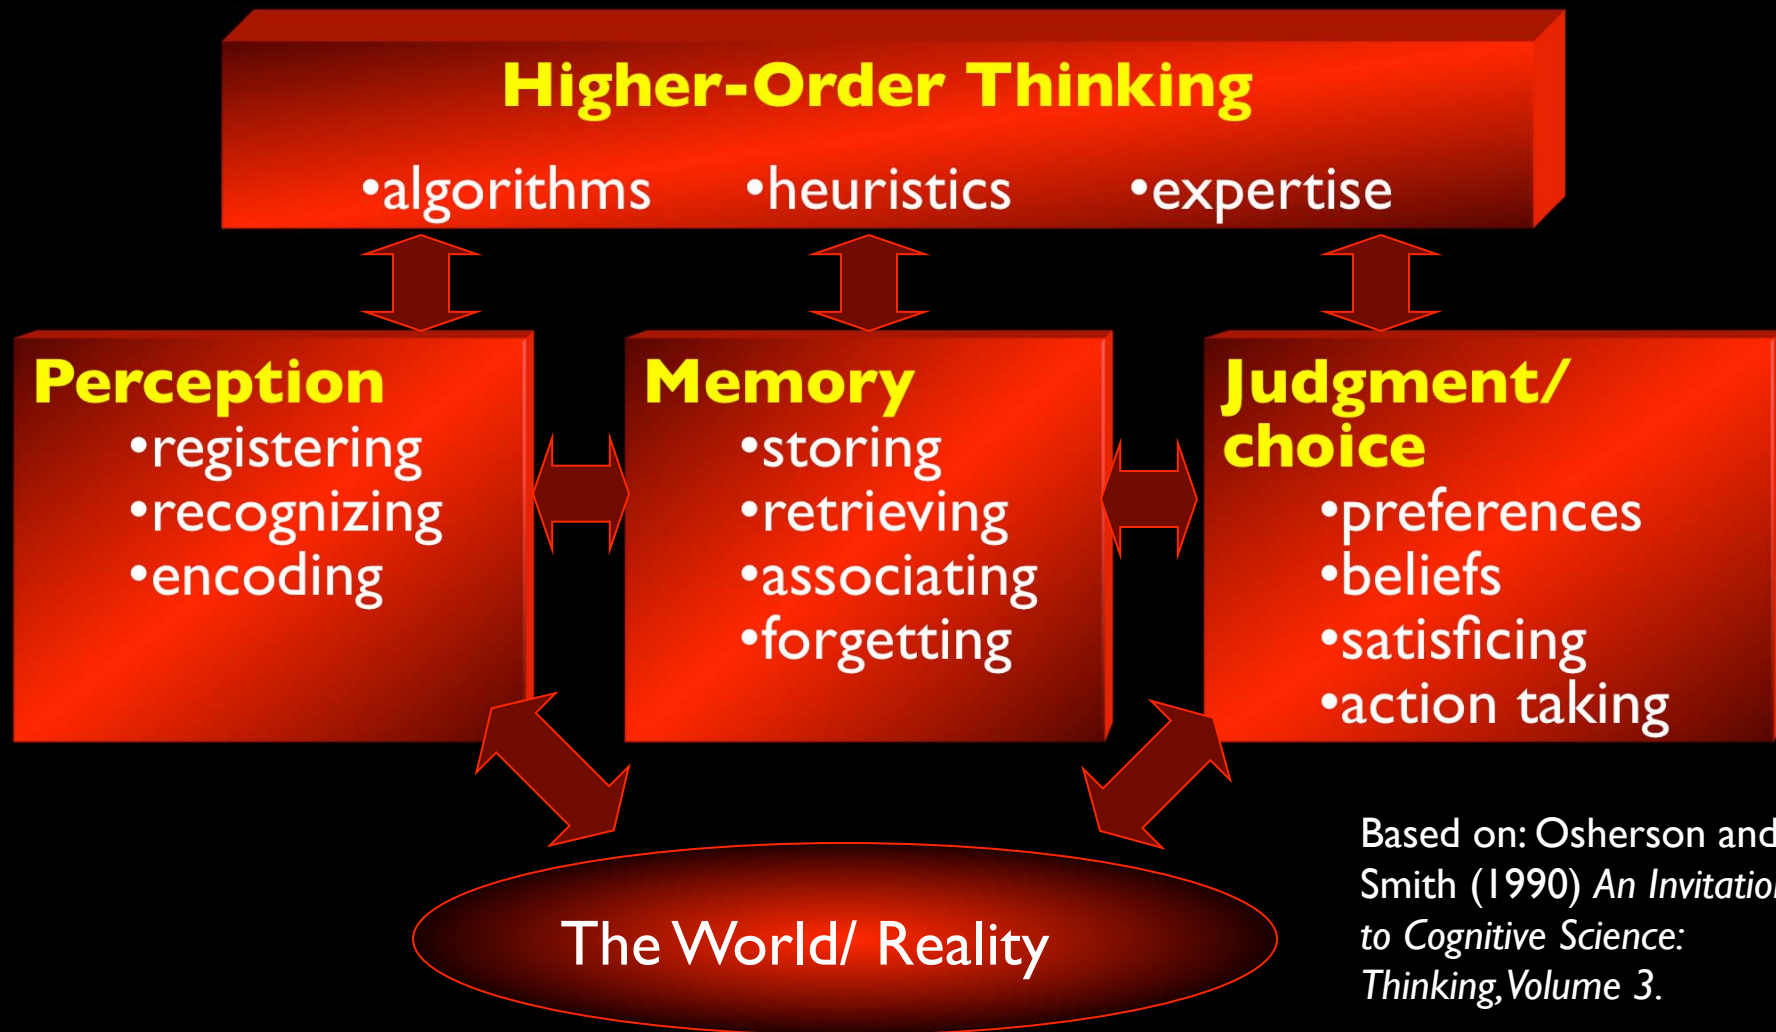 Higher-Order Thinking
•algorithms •heuristics •expertise
Perception
•registering
•recognizing
•encoding
Memory
•storing
•retrieving
•associating
•forgetting
Judgment/
choice
•preferences
•beliefs
•satisficing
•action taking
The World/ Reality
Based on: Osherson and
Smith (1990) An Invitation
to Cognitive Science:
Thinking, Volume 3.